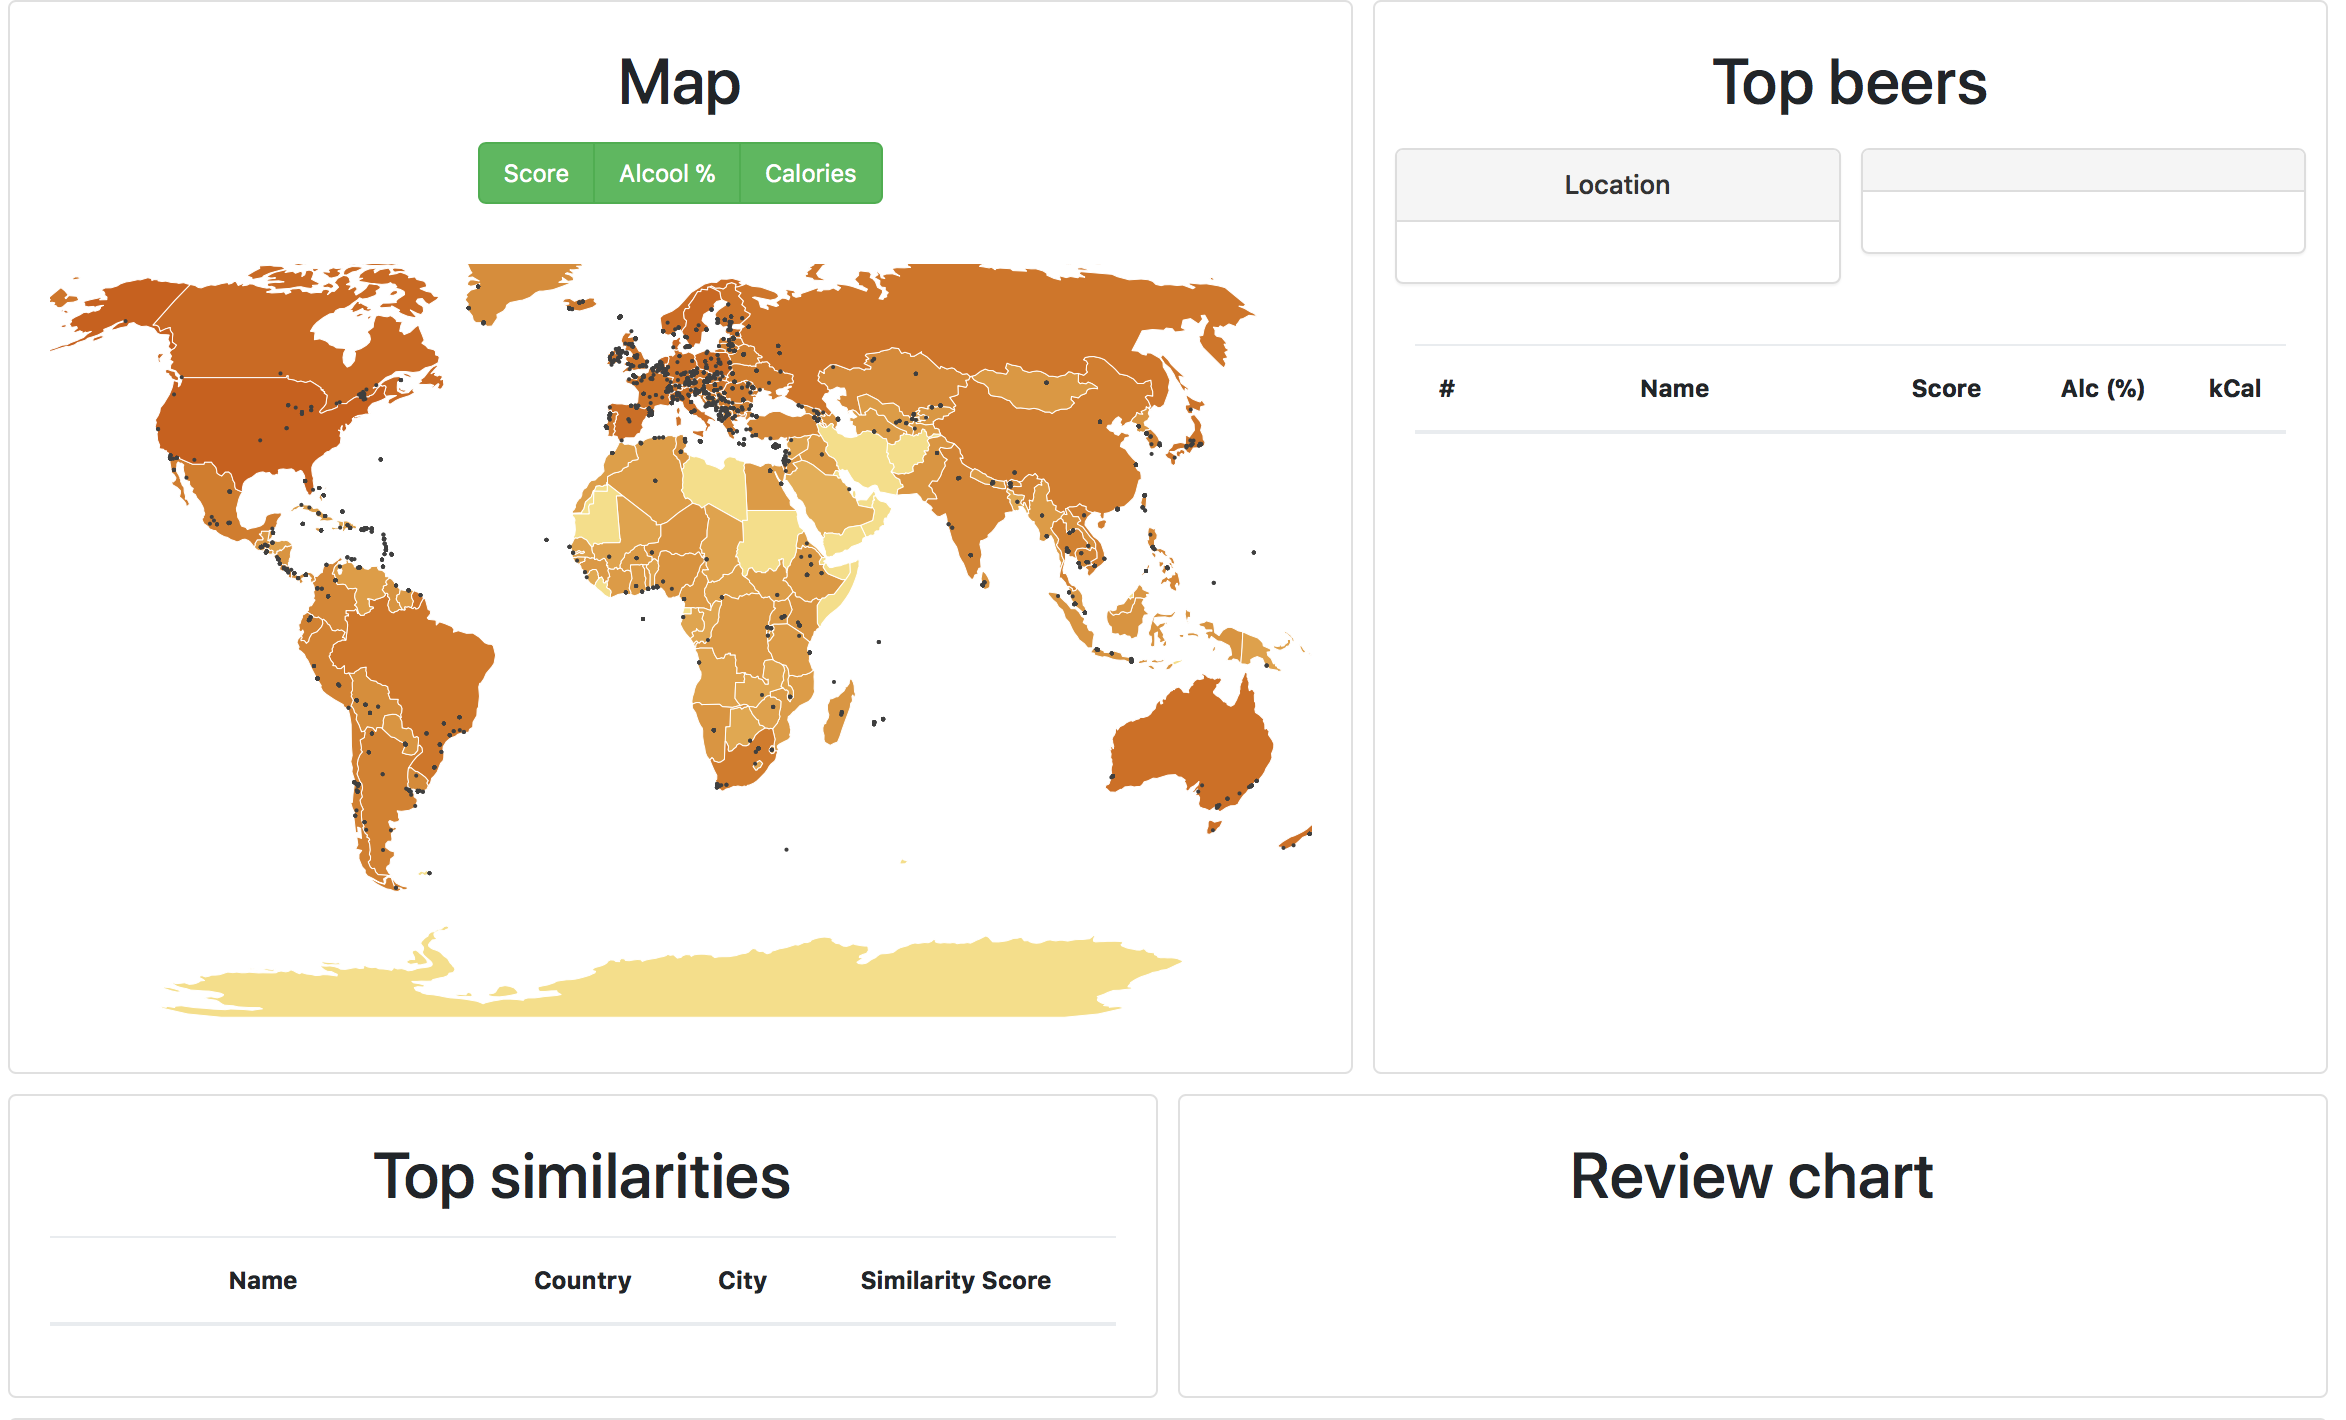 Map
Score Alcool % Calories
Top beers
Location
# Name Score Alc (%) kCal
Top similarities
Name Country City Similarity Score
Review chart